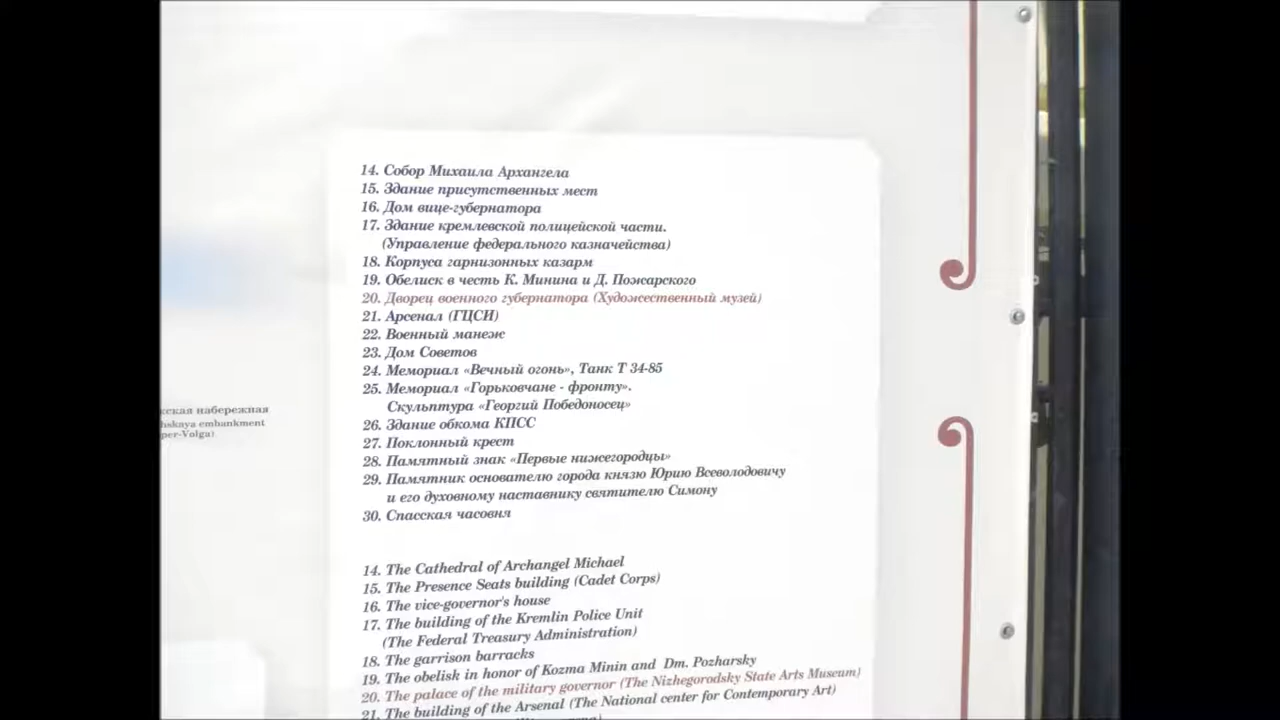 14. Собор Михаила Архангела
15. Здание присутственных мест
16. Дом вице-губернатора
17. Здание кремлевской полицейской части.
(Управление федерального казначейства)
18. Корпуса гарнизонных казарм
19. Обелиск в честь К. Минина и Д. Пожарского
20. Дворец военного губернатора (Художественный музей)
21. Арсенал (ГЦСИ)
22. Военный манеж
23. Дом Советов
24. Мемориал «Вечный огонь», Танк Т 34-85
25. Мемориал «Горьковчане - фронту».
Скульптура «Георгий Победоносец»
26. Здание обкома КПСС
27. Поклонный крест
28. Памятный знак «Первые нижегородцы»
29. Памятник основателю города князю Юрию Всеволодовичу
и его духовному наставнику святителю Симону
30. Спасская часовня
набережная
embankment
per-Volga)
14. The Cathedral of Archangel Michael
15. The Presence Seats building (Cadet Corps)
16. The vice-governor's house
17. The building of the Kremlin Police Unit
(The Federal Treasury Administration)
18. The garrison barracks
19. The obelisk in honor of Kozma Minin and Dm. Pozharsky
20. The palace of the military governor (The Nizhegorodsky State Arts Museum)
21. The building of the Arsenal (The National center for Contemporary Art)